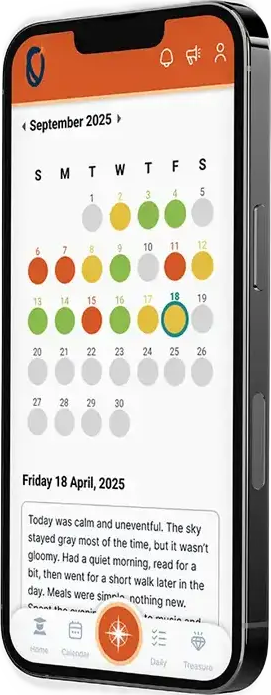 September 2025
S M T W T F S
1 2 3 4 5
6 7 8 9 10 11 12
13 14 15 16 17 18 19
20 21 22 23 24 25 26
27 28 29 30
Friday 18 April, 2025
Today was calm and uneventful. The sky
stayed gray most of the time, but it wasn't
gloomy. Had a quiet morning, read for a
bit, then went for a short walk later in the
day. Meals were simple, nothing new.
Spent the evening to music and
Home Calendar Daily Treasure